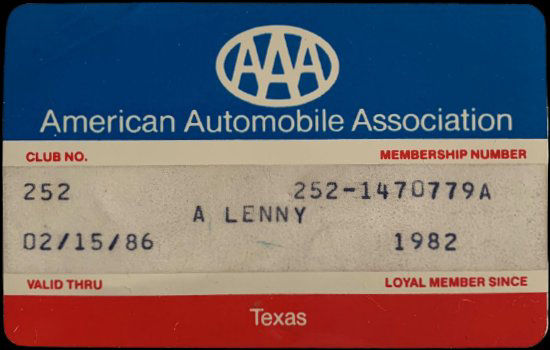 AAA
American Automobile Association
CLUB NO. MEMBERSHIP NUMBER
252 252-1470779A
A LENNY
02/15/86 1982
VALID THRU LOYAL MEMBER SINCE
Texas